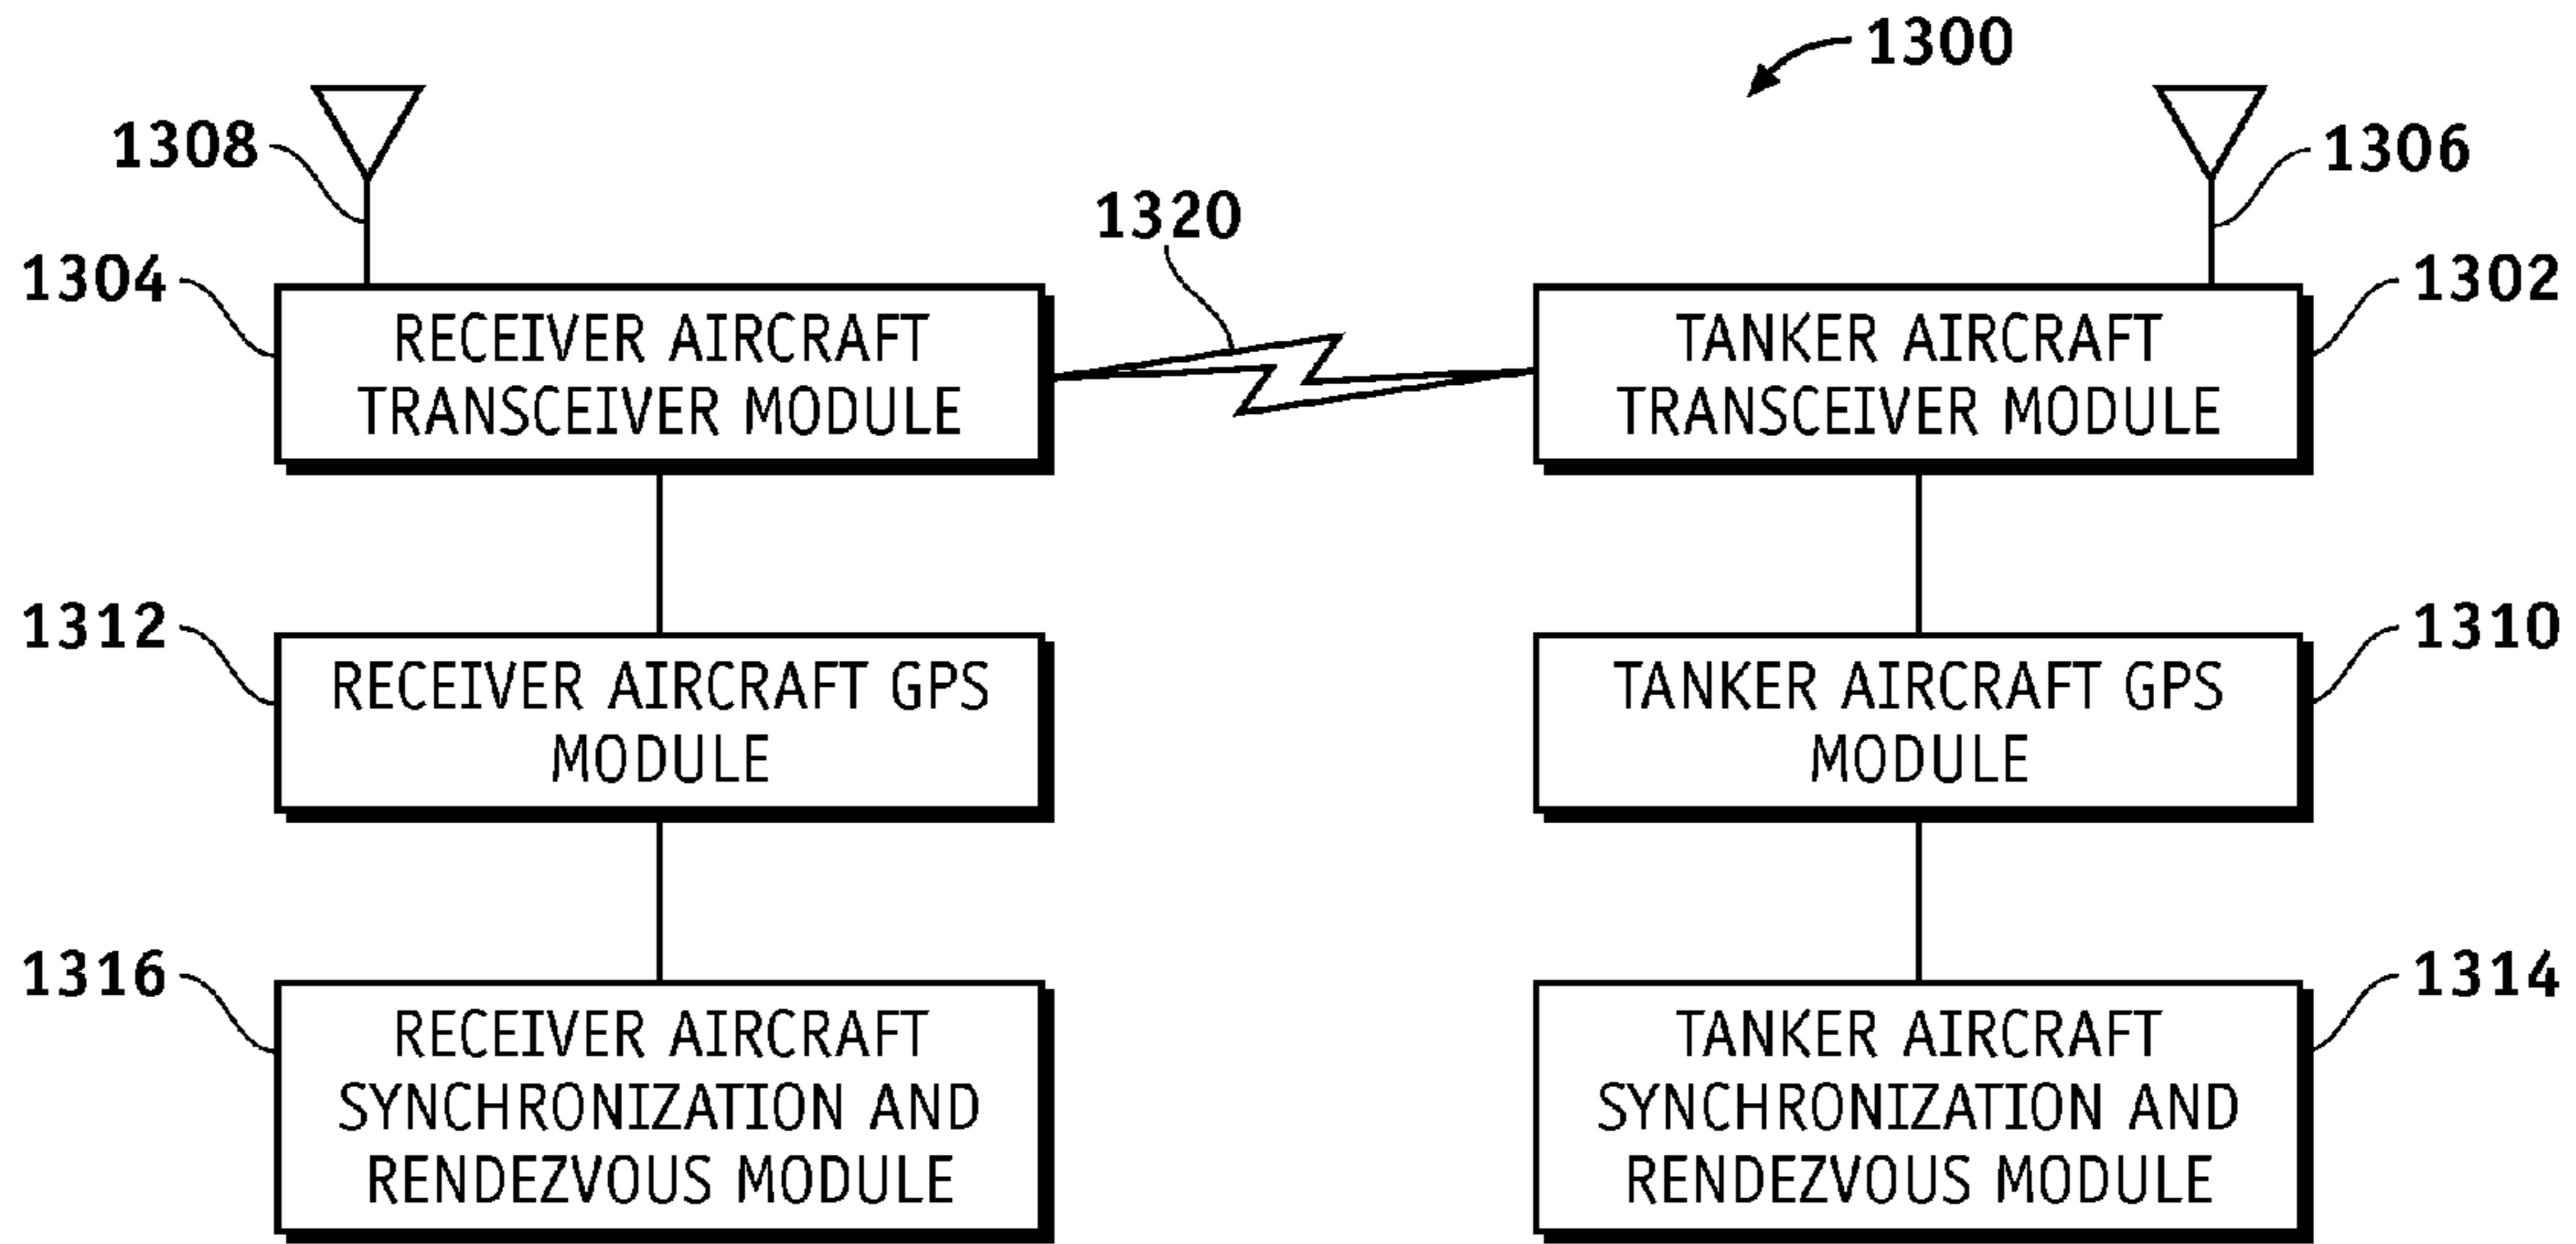 1300
1308
1306
1320
1304
1302
RECEIVER AIRCRAFT
TRANSCEIVER MODULE
TANKER AIRCRAFT
TRANSCEIVER MODULE
1312
1310
RECEIVER AIRCRAFT GPS
MODULE
TANKER AIRCRAFT GPS
MODULE
1316
1314
RECEIVER AIRCRAFT
SYNCHRONIZATION AND
RENDEZVOUS MODULE
TANKER AIRCRAFT
SYNCHRONIZATION AND
RENDEZVOUS MODULE